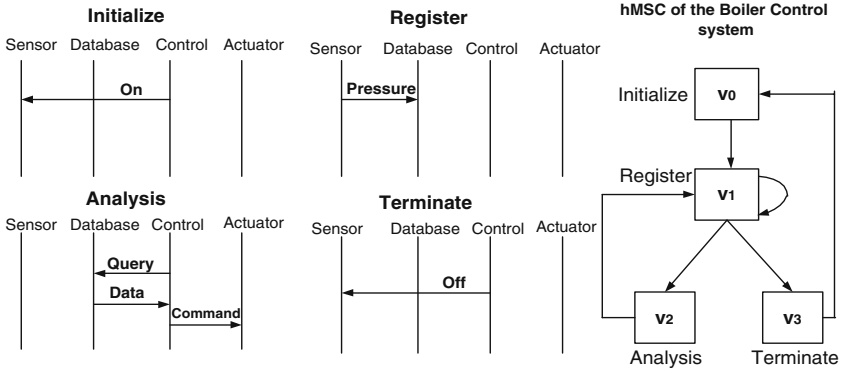 Initialize
Sensor Database Control Actuator
On
Register
Sensor Database Control Actuator
Pressure
Analysis
Sensor Database Control Actuator
Query
Data
Command
Terminate
Sensor Database Control Actuator
Off
hMSC of the Boiler Control
system
Initialize
v0
Register
v1
v2
v3
Analysis
Terminate